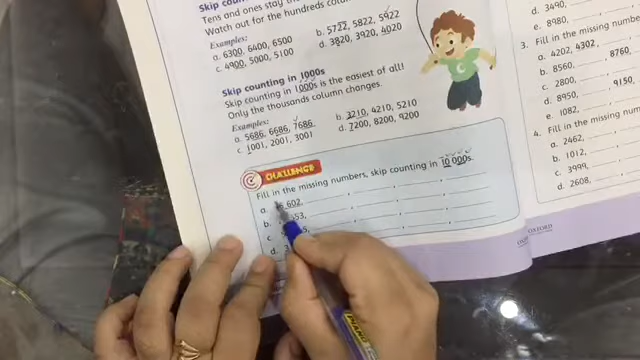 Skip
Tens and ones stay
Watch out for the hundreds
Examples:
a. 6300, 6400, 6500
b. 5722, 5822, 5922
c. 4900, 5000, 5100
d. 3820, 3920, 4020
Skip counting in 1000s
Skip counting in 1000s is the easiest of all!
Only the thousands column changes.
Examples:
a. 5686, 6686, 7686
b. 3210, 4210, 5210
c. 1001, 2001, 3001
d. 7200, 8200, 9200
CHALLENGE
Fill in the missing numbers, skip counting in 10 000s.
a. 602,
b. 53,
c.
d.
d. 3490,
e. 8980,
3. Fill in the missing
a. 4202, 4302,
b. 8560, 8760,
c. 2800,
d. 8950, 9150,
e. 1082,
4. Fill in the missing
a. 2462,
b. 1012,
c. 3999,
d. 2608,
OXFORD